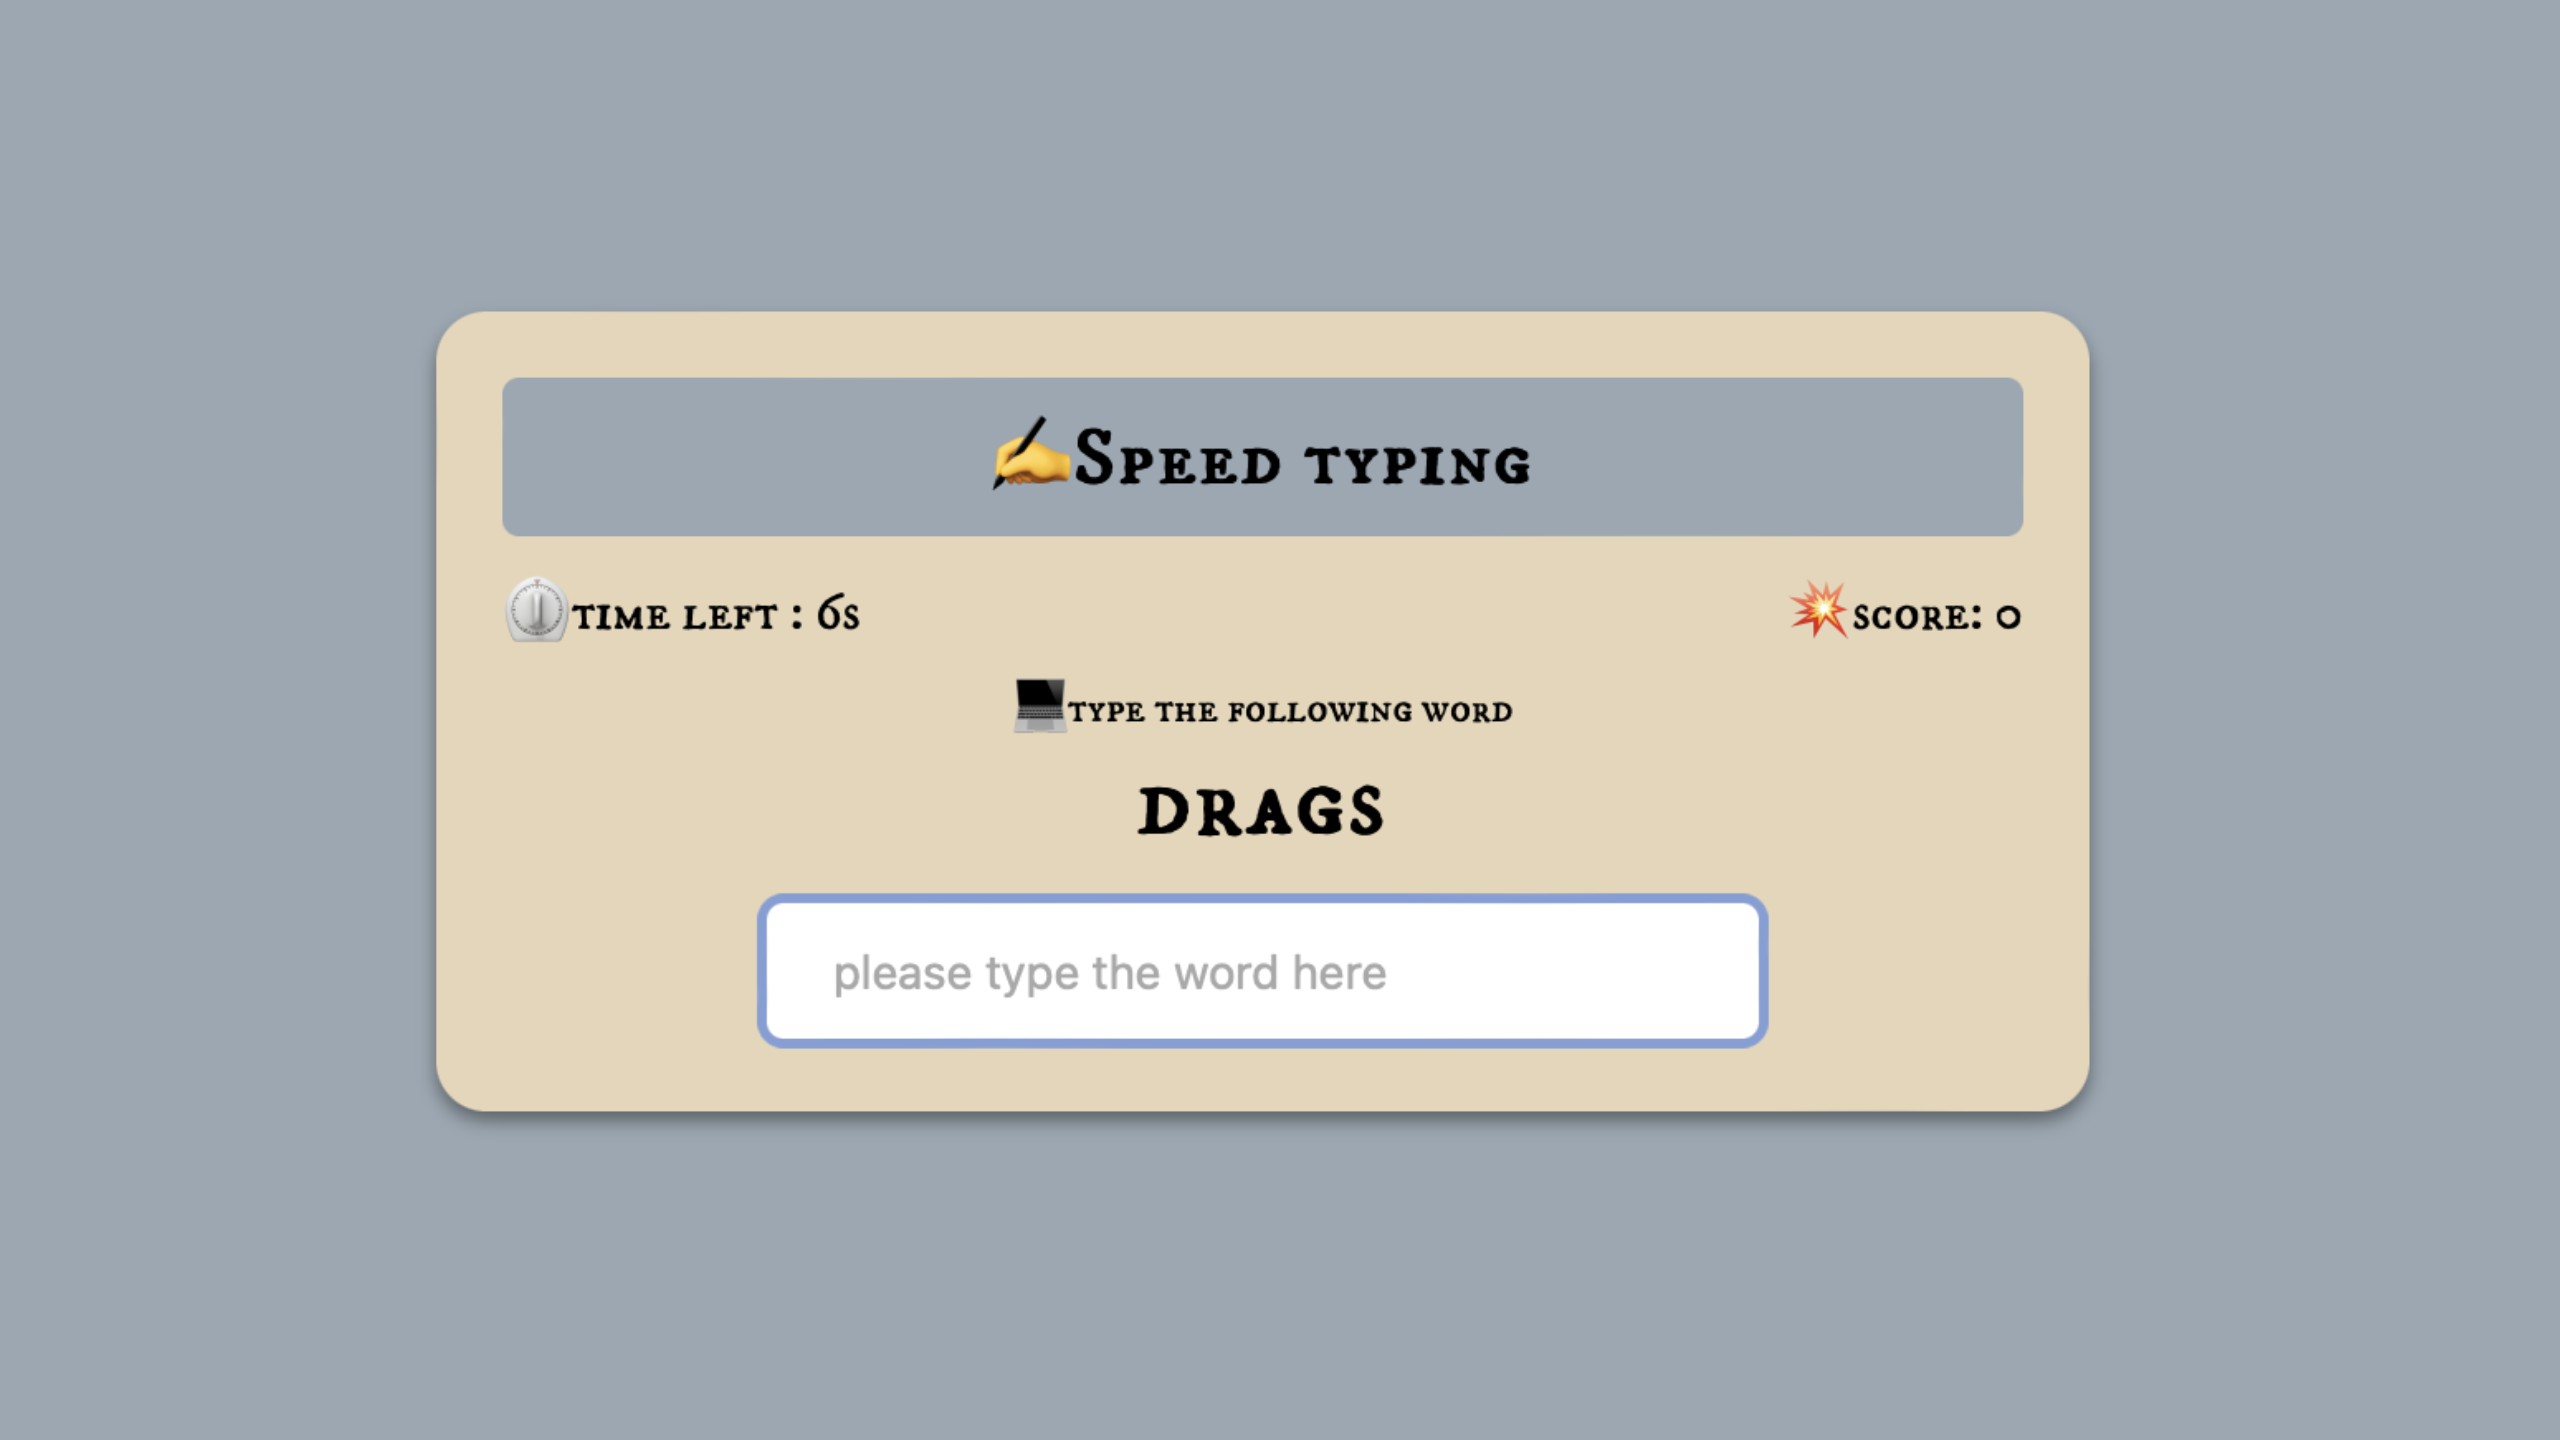 ✍Speed typing
⏲time left : 6s
💥score: 0
💻type the following word
drags
please type the word here